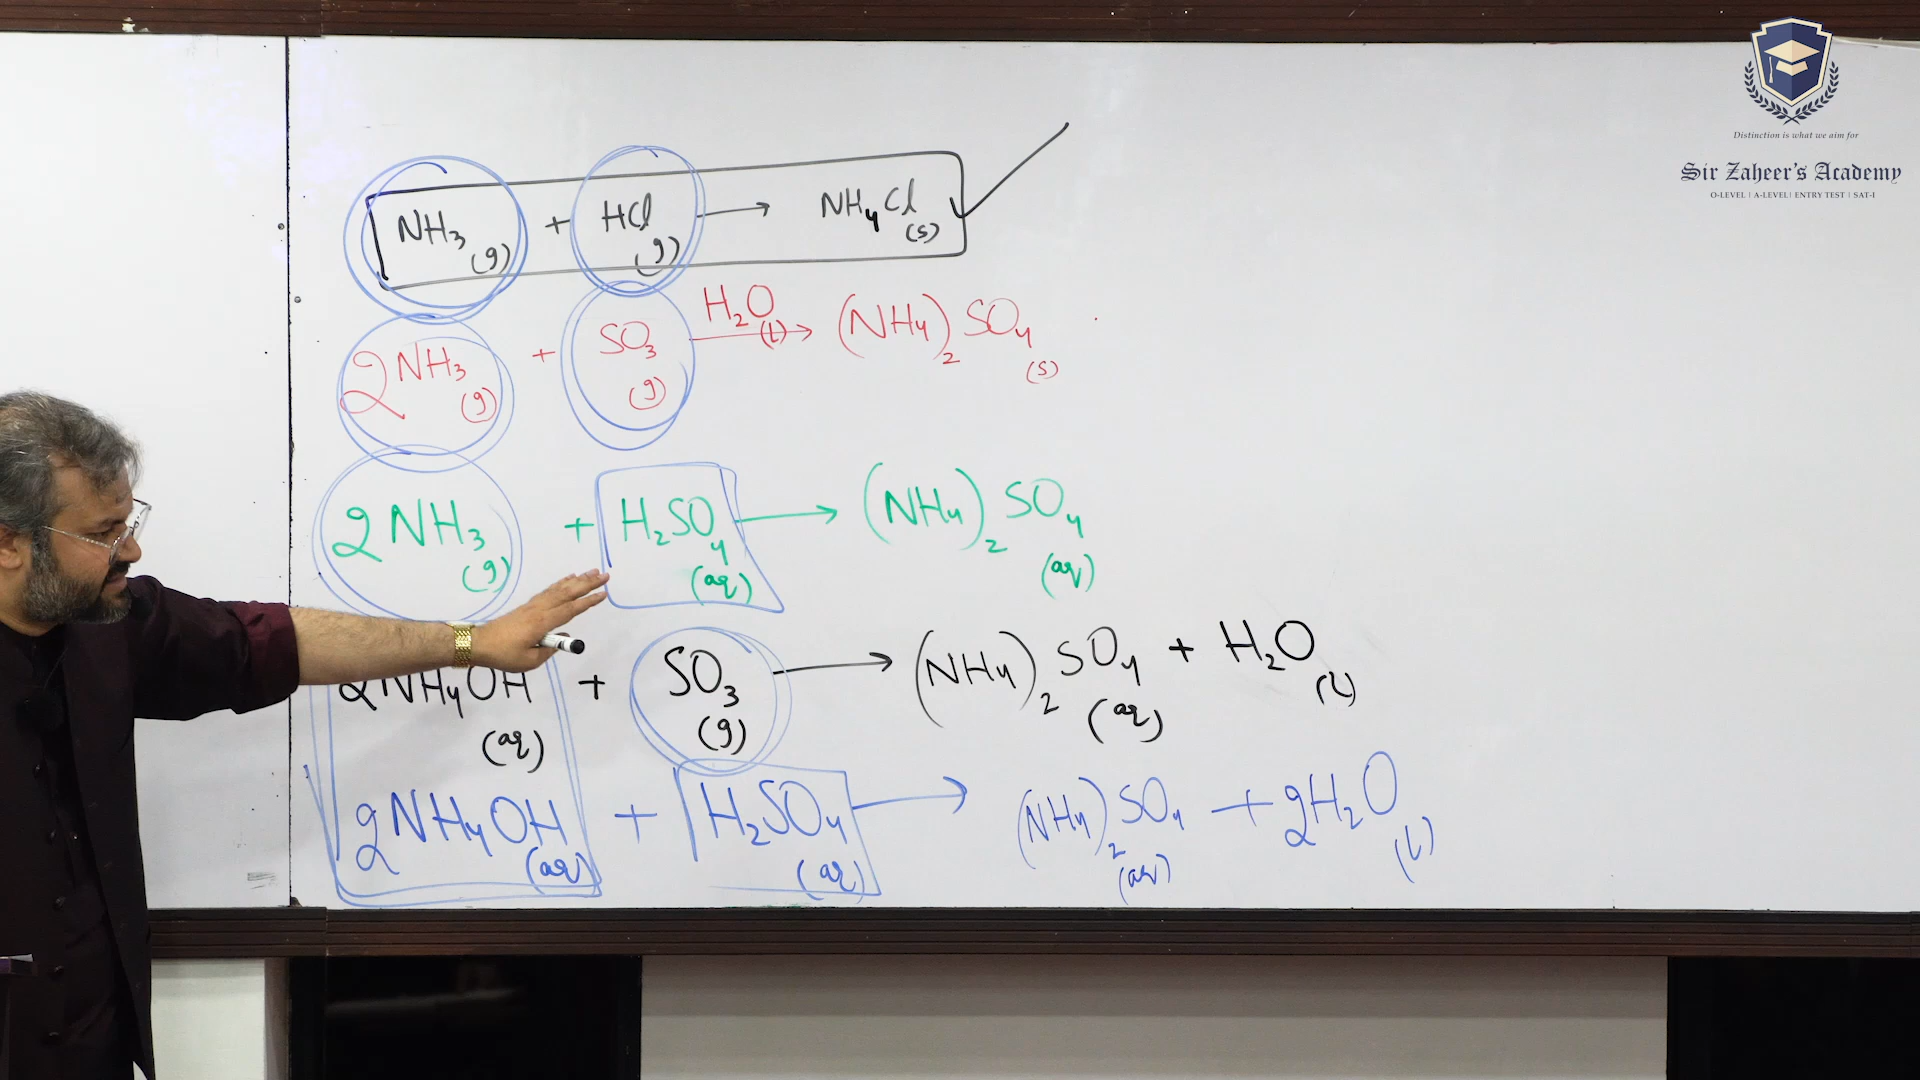 Distinction is what we aim for
Sir Zaheer's Academy
O-LEVEL | A-LEVEL | ENTRY TEST | SAT-I
NH₃(g) + HCl(g) → NH₄Cl(s)
2NH₃(g) + SO₃(g) H₂O(l) → (NH₄)₂SO₄(s)
2NH₃(g) + H₂SO₄(aq) → (NH₄)₂SO₄(aq)
2NH₄OH(aq) + SO₃(g) → (NH₄)₂SO₄(aq) + H₂O(l)
2NH₄OH(aq) + H₂SO₄(aq) → (NH₄)₂SO₄(aq) + 2H₂O(l)